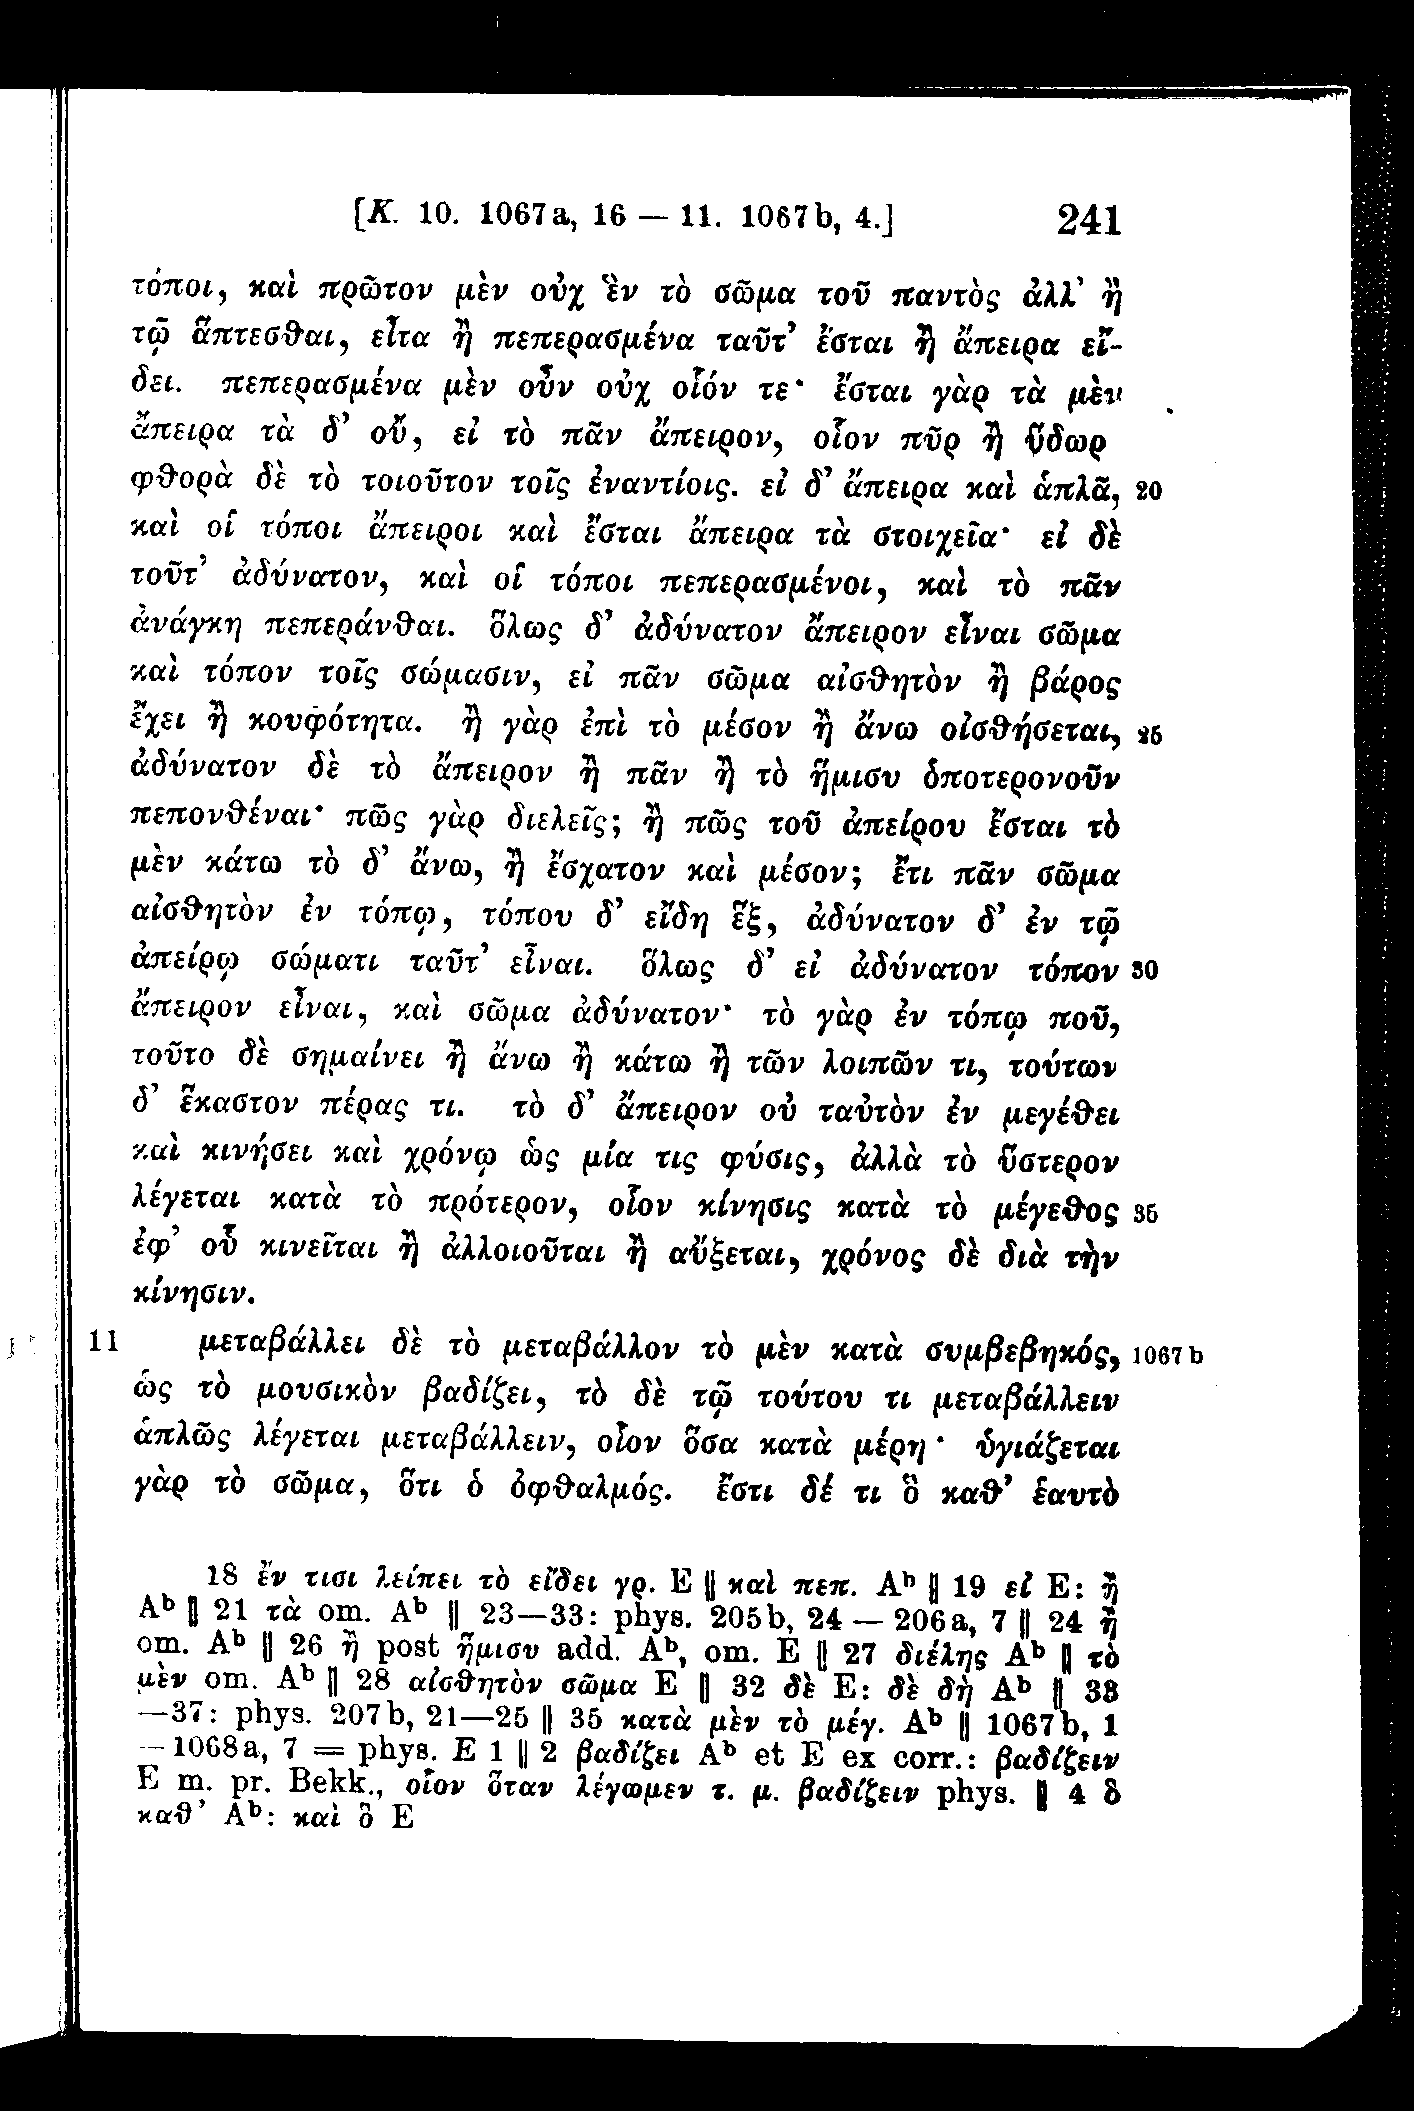 [K. 10. 1067a, 16 — 11. 1067b, 4.] 241
τόποι, καὶ πρῶτον μὲν οὐχ ἓν τὸ σῶμα τοῦ παντὸς ἀλλ' ἢ
τῷ ἅπτεσθαι, εἶτα ἢ πεπερασμένα ταῦτ' ἔσται ἢ ἄπειρα εἴ-
δει. πεπερασμένα μὲν οὖν οὐχ οἷόν τε· ἔσται γὰρ τὰ μὲν
ἄπειρα τὰ δ' οὔ, εἰ τὸ πᾶν ἄπειρον, οἷον πῦρ ἢ ὕδωρ
φθορὰ δὲ τὸ τοιοῦτον τοῖς ἐναντίοις. εἰ δ' ἄπειρα καὶ ἁπλᾶ, 20
καὶ οἱ τόποι ἄπειροι καὶ ἔσται ἄπειρα τὰ στοιχεῖα· εἰ δὲ
τοῦτ' ἀδύνατον, καὶ οἱ τόποι πεπερασμένοι, καὶ τὸ πᾶν
ἀνάγκη πεπεράνθαι. ὅλως δ' ἀδύνατον ἄπειρον εἶναι σῶμα
καὶ τόπον τοῖς σώμασιν, εἰ πᾶν σῶμα αἰσθητὸν ἢ βάρος
ἔχει ἢ κουφότητα. ἢ γὰρ ἐπὶ τὸ μέσον ἢ ἄνω οἰσθήσεται, 25
ἀδύνατον δὲ τὸ ἄπειρον ἢ πᾶν ἢ τὸ ἥμισυ ὁποτερονοῦν
πεπονθέναι· πῶς γὰρ διελεῖς; ἢ πῶς τοῦ ἀπείρου ἔσται τὸ
μὲν κάτω τὸ δ' ἄνω, ἢ ἔσχατον καὶ μέσον; ἔτι πᾶν σῶμα
αἰσθητὸν ἐν τόπῳ, τόπου δ' εἴδη ἕξ, ἀδύνατον δ' ἐν τῷ
ἀπείρῳ σώματι ταῦτ' εἶναι. ὅλως δ' εἰ ἀδύνατον τόπον 30
ἄπειρον εἶναι, καὶ σῶμα ἀδύνατον· τὸ γὰρ ἐν τόπῳ ποῦ,
τοῦτο δὲ σημαίνει ἢ ἄνω ἢ κάτω ἢ τῶν λοιπῶν τι, τούτων
δ' ἕκαστον πέρας τι. τὸ δ' ἄπειρον οὐ ταὐτὸν ἐν μεγέθει
καὶ κινήσει καὶ χρόνῳ ὡς μία τις φύσις, ἀλλὰ τὸ ὕστερον
λέγεται κατὰ τὸ πρότερον, οἷον κίνησις κατὰ τὸ μέγεθος 35
ἐφ' οὗ κινεῖται ἢ ἀλλοιοῦται ἢ αὔξεται, χρόνος δὲ διὰ τὴν
κίνησιν.
11 μεταβάλλει δὲ τὸ μεταβάλλον τὸ μὲν κατὰ συμβεβηκός, 1067b
ὡς τὸ μουσικὸν βαδίζει, τὸ δὲ τῷ τούτου τι μεταβάλλειν
ἁπλῶς λέγεται μεταβάλλειν, οἷον ὅσα κατὰ μέρη· ὑγιάζεται
γὰρ τὸ σῶμα, ὅτι ὁ ὀφθαλμός. ἔστι δέ τι ὃ καθ' ἑαυτὸ
18 ἔν τισι λείπει τὸ εἴδει γρ. E ‖ καὶ πεπ. Aᵇ ‖ 19 εἰ E: ἢ
Aᵇ ‖ 21 τὰ om. Aᵇ ‖ 23—33: phys. 205b, 24 — 206a, 7 ‖ 24 ἢ
om. Aᵇ ‖ 26 ἢ post ἥμισυ add. Aᵇ, om. E ‖ 27 διέλης Aᵇ ‖ τὸ
μὲν om. Aᵇ ‖ 28 αἰσθητὸν σῶμα E ‖ 32 δὲ E: δὲ δὴ Aᵇ ‖ 33
—37: phys. 207b, 21—25 ‖ 35 κατὰ μὲν τὸ μέγ. Aᵇ ‖ 1067b, 1
— 1068a, 7 = phys. E 1 ‖ 2 βαδίζει Aᵇ et E ex corr.: βαδίζειν
E m. pr. Bekk., οἷον ὅταν λέγωμεν τ. μ. βαδίζειν phys. ‖ 4 ὃ
καθ' Aᵇ: καὶ ὃ E